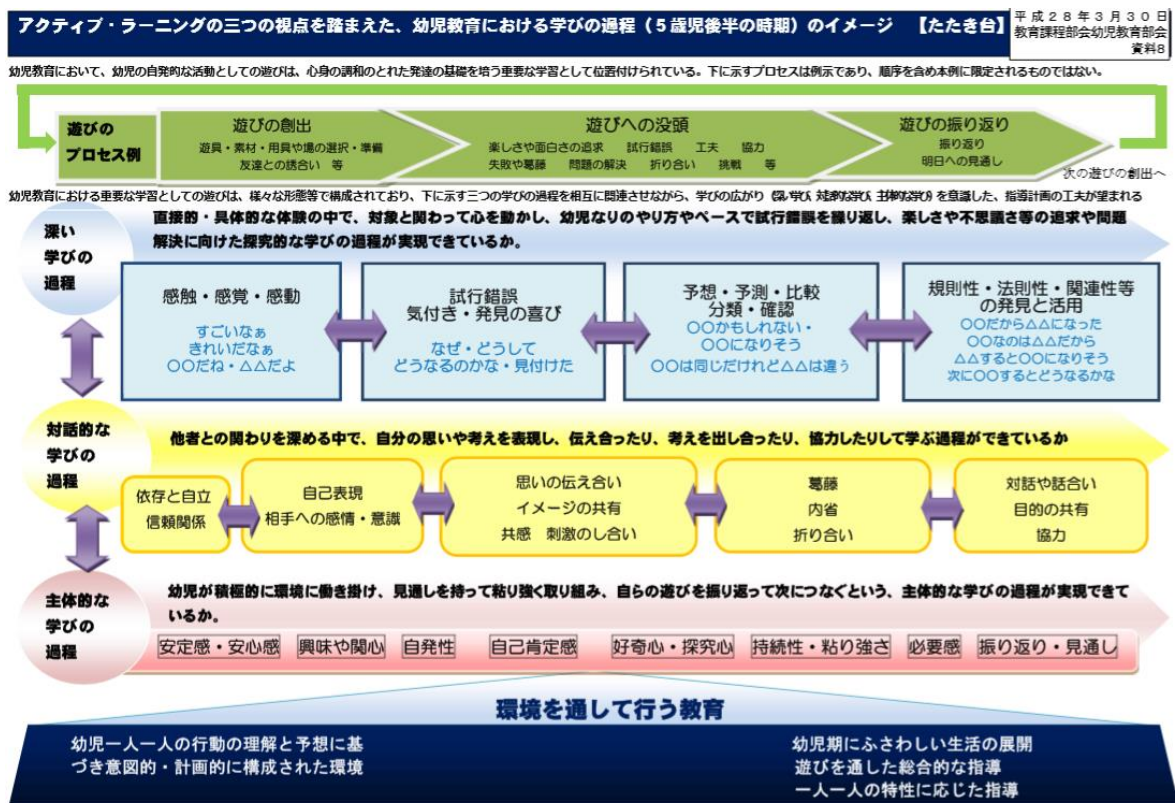 アクティブ・ラーニングの三つの視点を踏まえた、幼児教育における学びの過程（５歳児後半の時期）のイメージ　【たたき台】
平成２８年３月３０日
教育課程部会幼児教育部会
資料8
幼児教育において、幼児の自発的な活動としての遊びは、心身の調和のとれた発達の基礎を培う重要な学習として位置付けられている。下に示すプロセスは例示であり、順序を含め本例に限定されるものではない。
遊びの
プロセス例
遊びの創出
遊具・素材・用具や場の選択・準備
友達との誘合い　等
遊びへの没頭
楽しさや面白さの追求　試行錯誤　工夫　協力
失敗や葛藤　問題の解決　折り合い　挑戦　等
遊びの振り返り
振り返り
明日への見通し
次の遊びの創出へ
幼児教育における重要な学習としての遊びは、様々な形態等で構成されており、下に示す三つの学びの過程を相互に関連させながら、学びの広がり（深い学び、対話的な学び、主体的な学び）を意識した、指導計画の工夫が望まれる
深い
学びの
過程
直接的・具体的な体験の中で、対象と関わって心を動かし、幼児なりのやり方やペースで試行錯誤を繰り返し、楽しさや不思議さ等の追求や問題
解決に向けた探究的な学びの過程が実現できているか。
感触・感覚・感動
すごいなぁ
きれいだなぁ
〇〇だね・△△だよ
試行錯誤
気付き・発見の喜び
なぜ・どうして
どうなるのかな・見付けた
予想・予測・比較
分類・確認
〇〇かもしれない・
〇〇になりそう
〇〇は同じだけれど△△は違う
規則性・法則性・関連性等
の発見と活用
〇〇だから△△になった
〇〇なのは△△だから
△△すると〇〇になりそう
次に〇〇するとどうなるかな
対話的な
学びの
過程
他者との関わりを深める中で、自分の思いや考えを表現し、伝え合ったり、考えを出し合ったり、協力したりして学ぶ過程ができているか
依存と自立
信頼関係
自己表現
相手への感情・意識
思いの伝え合い
イメージの共有
共感　刺激のし合い
葛藤
内省
折り合い
対話や話合い
目的の共有
協力
主体的な
学びの
過程
幼児が積極的に環境に働き掛け、見通しを持って粘り強く取り組み、自らの遊びを振り返って次につなぐという、主体的な学びの過程が実現できて
いるか。
安定感・安心感　興味や関心　自発性　自己肯定感　好奇心・探究心　持続性・粘り強さ　必要感　振り返り・見通し
環境を通して行う教育
幼児一人一人の行動の理解と予想に基
づき意図的・計画的に構成された環境
幼児期にふさわしい生活の展開
遊びを通した総合的な指導
一人一人の特性に応じた指導